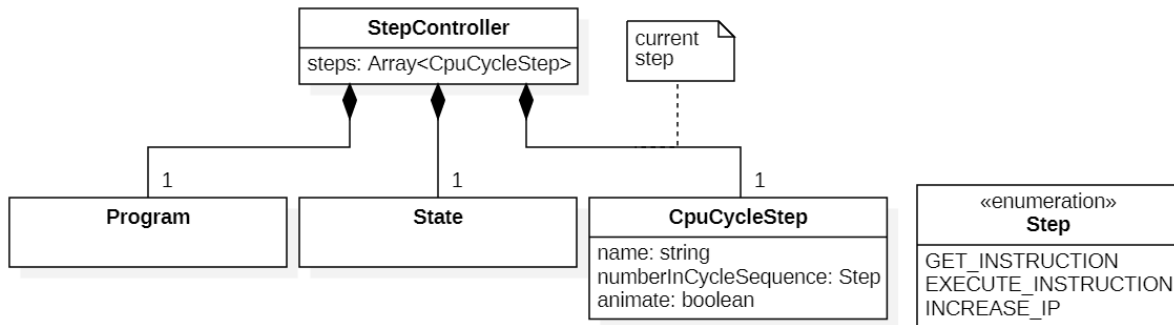 StepController
steps: Array<CpuCycleStep>
current
step
1
1
1
Program
State
CpuCycleStep
name: string
numberInCycleSequence: Step
animate: boolean
«enumeration»
Step
GET_INSTRUCTION
EXECUTE_INSTRUCTION
INCREASE_IP